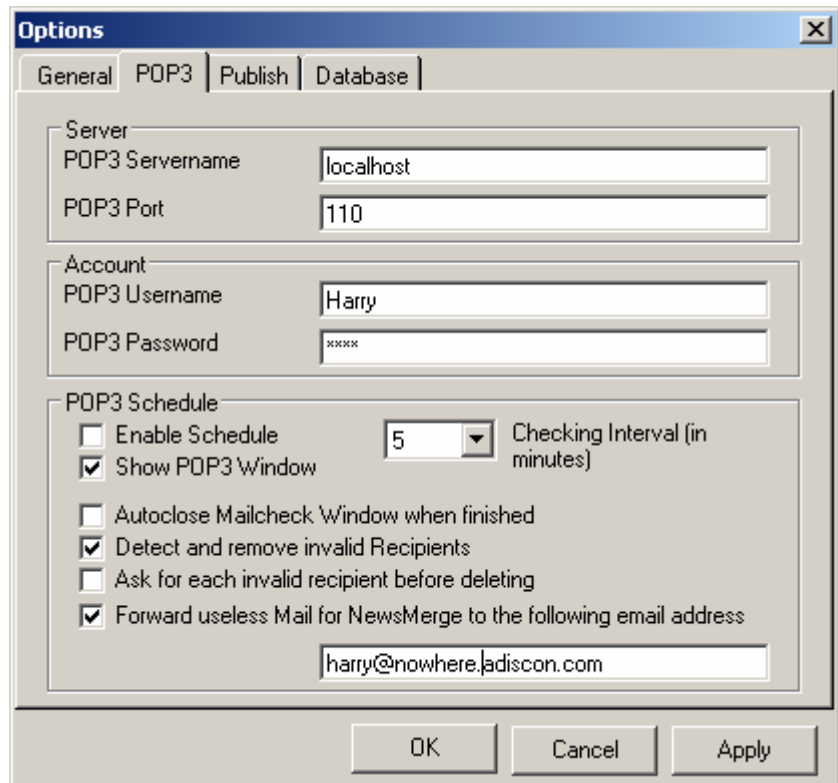 Options
General POP3 Publish Database
Server
POP3 Servername localhost
POP3 Port 110
Account
POP3 Username Harry
POP3 Password ****
POP3 Schedule
Enable Schedule 5 Checking Interval (in
minutes)
Show POP3 Window
Autoclose Mailcheck Window when finished
Detect and remove invalid Recipients
Ask for each invalid recipient before deleting
Forward useless Mail for NewsMerge to the following email address
harry@nowhere.adiscon.com
OK Cancel Apply